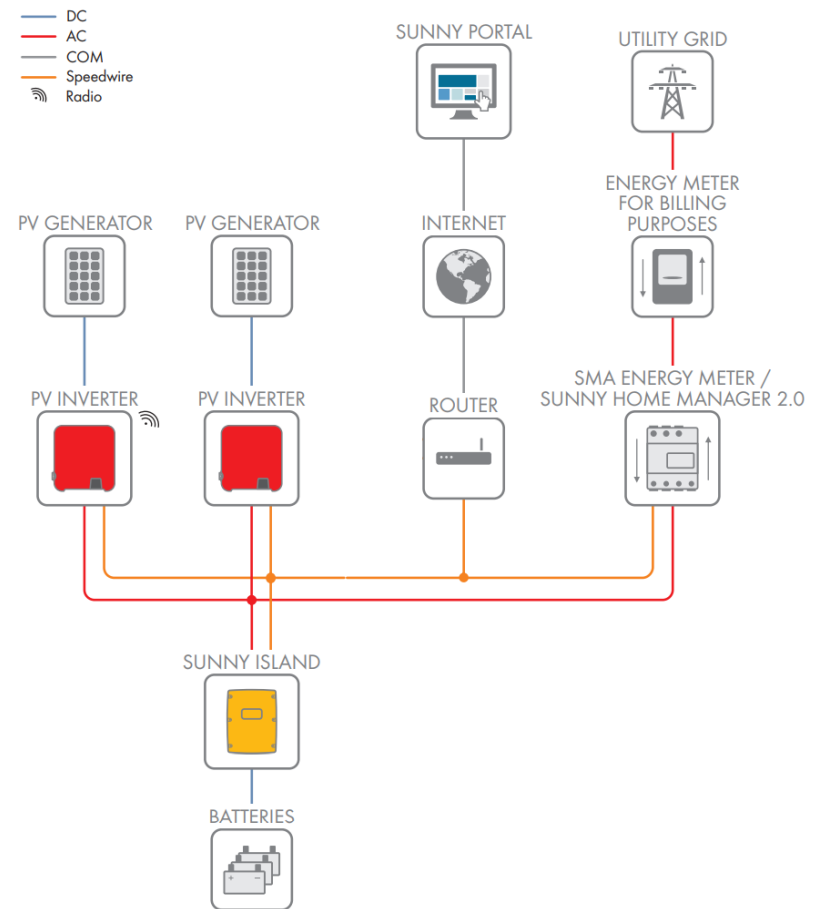 DC
AC
COM
Speedwire
Radio
SUNNY PORTAL
UTILITY GRID
ENERGY METER
FOR BILLING
PURPOSES
PV GENERATOR
PV GENERATOR
INTERNET
SMA ENERGY METER /
SUNNY HOME MANAGER 2.0
PV INVERTER
PV INVERTER
ROUTER
SUNNY ISLAND
BATTERIES
+ −